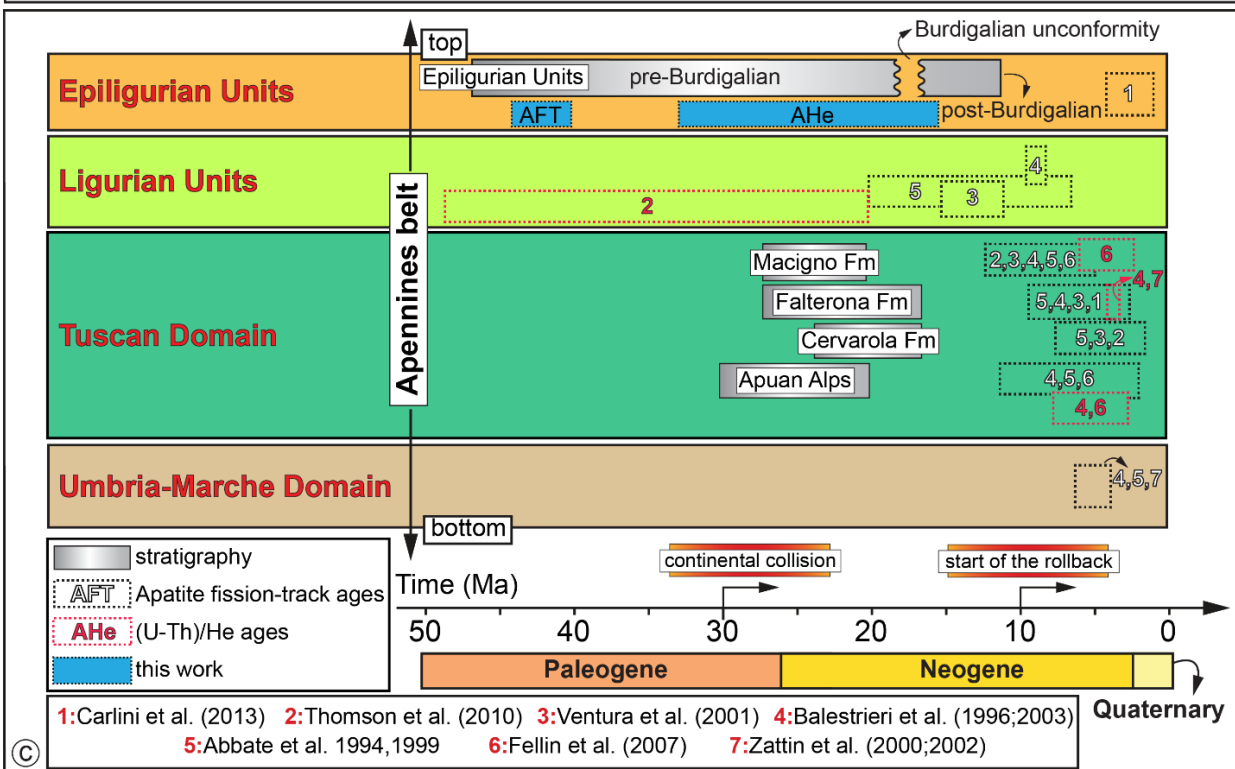 top
Burdigalian unconformity
Epiligurian Units
Epiligurian Units
pre-Burdigalian
AFT
AHe
post-Burdigalian
1
Apennines belt
Ligurian Units
2
5
3
4
Tuscan Domain
Macigno Fm
2,3,4,5,6
6
Falterona Fm
5,4,3,1
4,7
Cervarola Fm
5,3,2
Apuan Alps
4,5,6
4,6
Umbria-Marche Domain
4,5,7
bottom
stratigraphy
AFT Apatite fission-track ages
AHe (U-Th)/He ages
this work
continental collision
start of the rollback
Time (Ma)
50 40 30 20 10 0
Paleogene Neogene
Quaternary
1:Carlini et al. (2013) 2:Thomson et al. (2010) 3:Ventura et al. (2001) 4:Balestrieri et al. (1996;2003)
5:Abbate et al. 1994,1999 6:Fellin et al. (2007) 7:Zattin et al. (2000;2002)
C